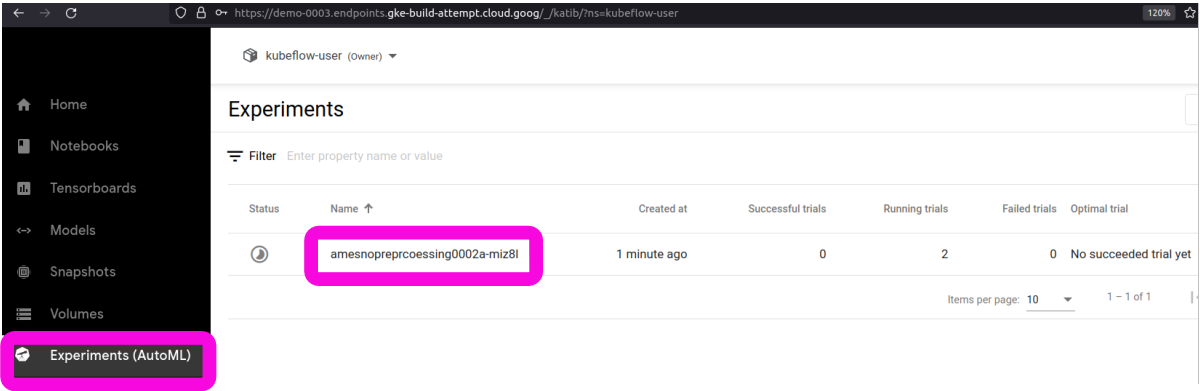 https://demo-0003.endpoints.gke-build-attempt.cloud.goog/_/katib/?ns=kubeflow-user
120%
kubeflow-user (Owner)
Home
Notebooks
Tensorboards
Models
Snapshots
Volumes
Experiments (AutoML)
Experiments
Filter Enter property name or value
Status Name Created at Successful trials Running trials Failed trials Optimal trial
amesnopreprcoessing0002a-miz8l 1 minute ago 0 2 0 No succeeded trial yet
Items per page: 10 1 – 1 of 1